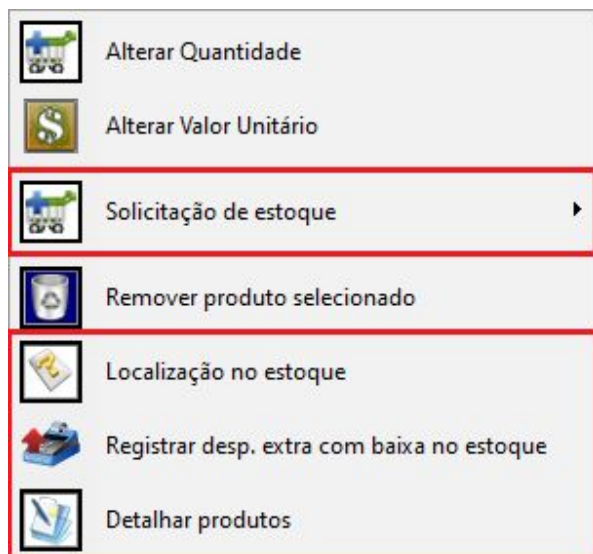 Alterar Quantidade
Alterar Valor Unitário
Solicitação de estoque
Remover produto selecionado
Localização no estoque
Registrar desp. extra com baixa no estoque
Detalhar produtos